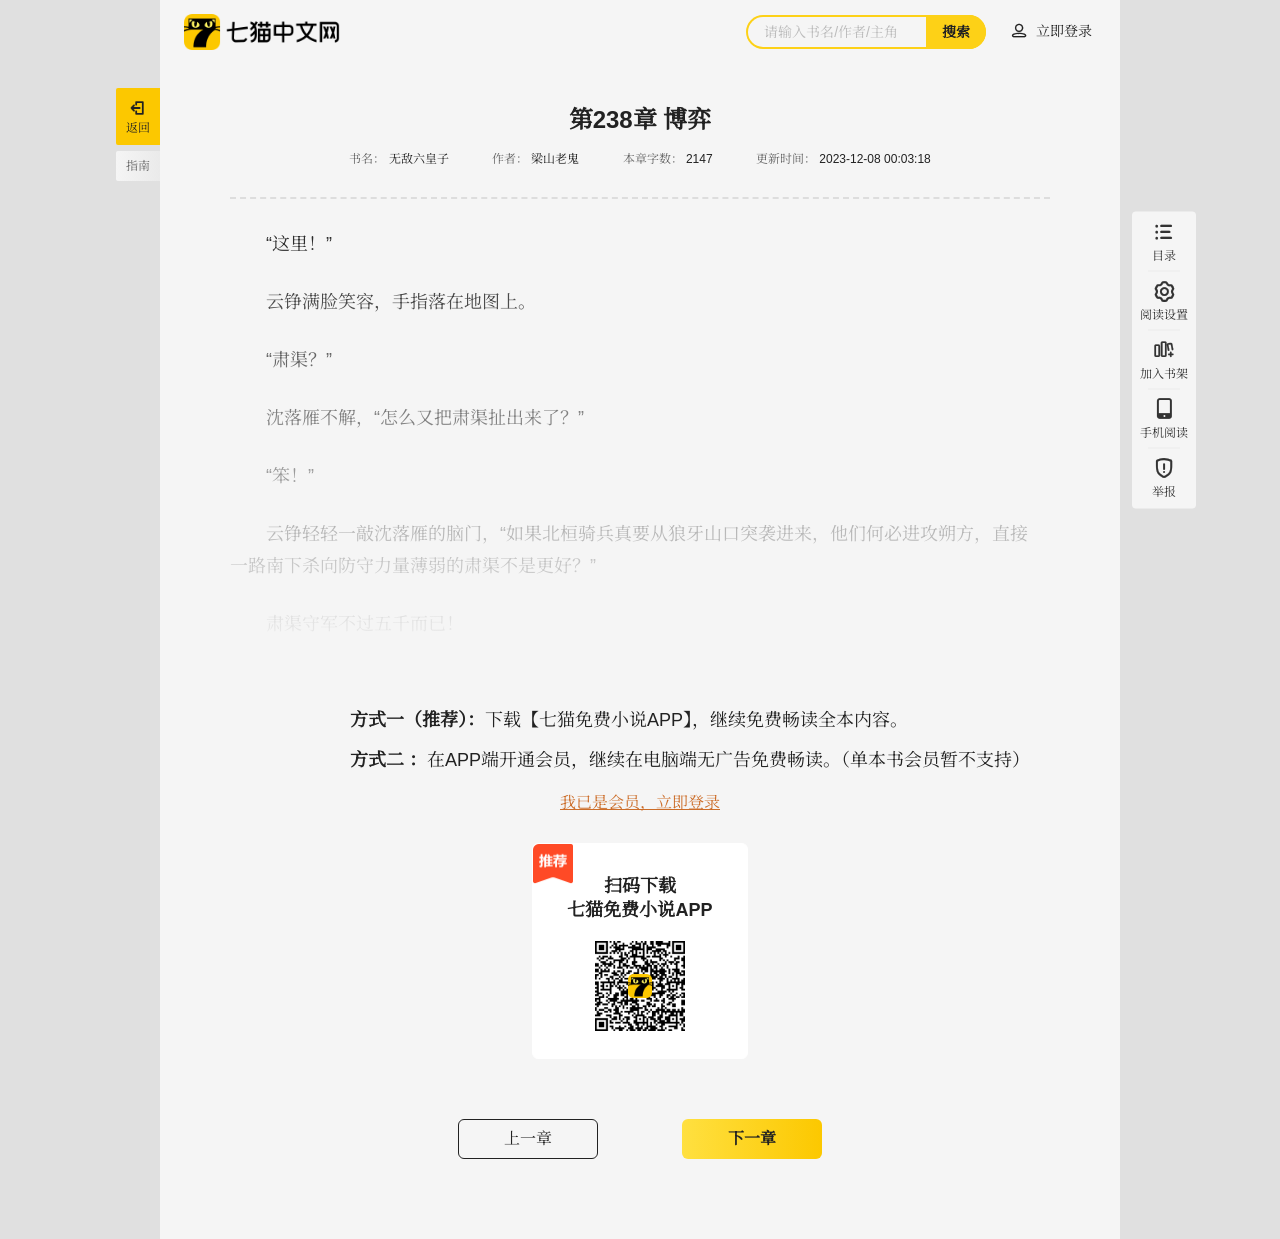 七猫中文网
请输入书名/作者/主角
搜索
立即登录
返回
指南
第238章 博弈
书名： 无敌六皇子 作者： 梁山老鬼 本章字数： 2147 更新时间： 2023-12-08 00:03:18
“这里！”
云铮满脸笑容，手指落在地图上。
“肃渠？”
沈落雁不解，“怎么又把肃渠扯出来了？”
“笨！”
云铮轻轻一敲沈落雁的脑门，“如果北桓骑兵真要从狼牙山口突袭进来，他们何必进攻朔方，直接
一路南下杀向防守力量薄弱的肃渠不是更好？”
肃渠守军不过五千而已！
目录
阅读设置
加入书架
手机阅读
举报
方式一（推荐）：下载【七猫免费小说APP】，继续免费畅读全本内容。
方式二 ：在APP端开通会员，继续在电脑端无广告免费畅读。（单本书会员暂不支持）
我已是会员，立即登录
推荐
扫码下载
七猫免费小说APP
上一章
下一章